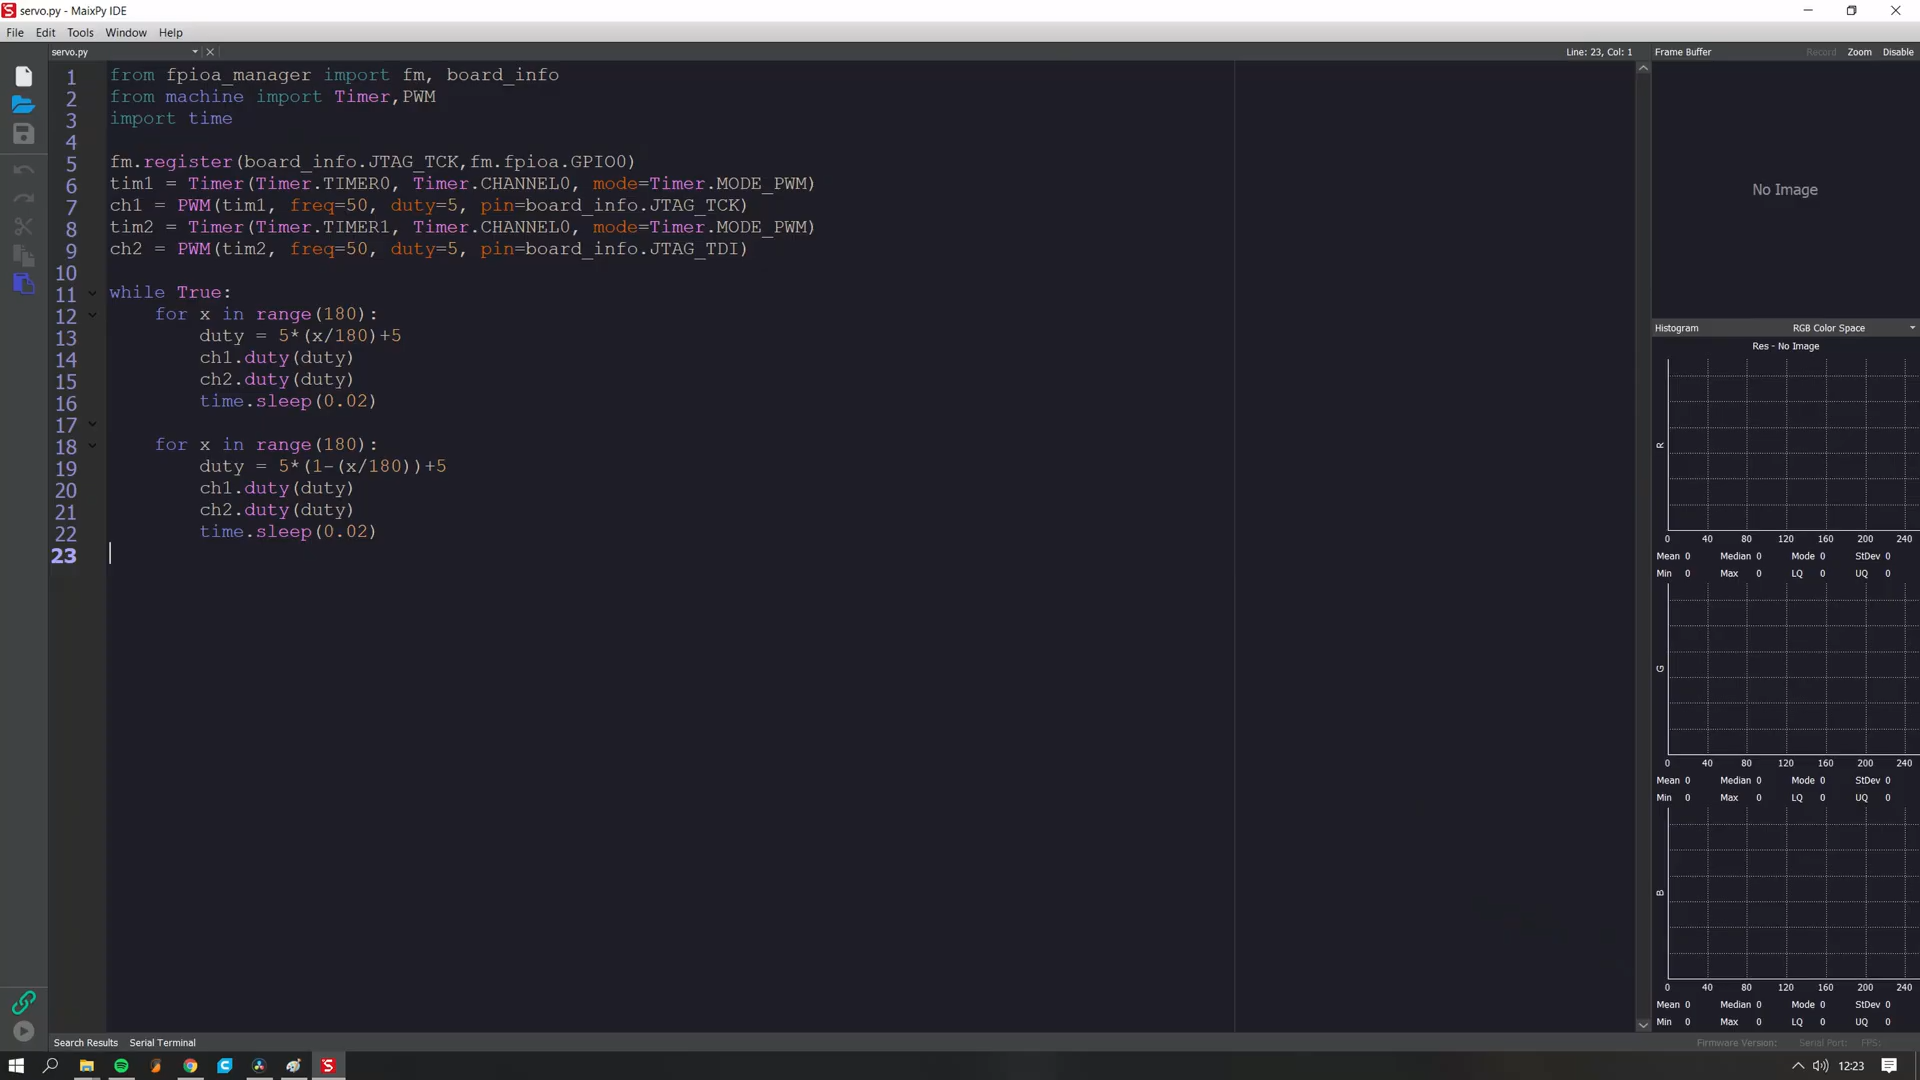 servo.py - MaixPy IDE
File Edit Tools Window Help
servo.py
Line: 23, Col: 1
Frame Buffer
Record Zoom Disable
1 from fpioa_manager import fm, board_info
2 from machine import Timer,PWM
3 import time
4
5 fm.register(board_info.JTAG_TCK,fm.fpioa.GPIO0)
6 tim1 = Timer(Timer.TIMER0, Timer.CHANNEL0, mode=Timer.MODE_PWM)
7 ch1 = PWM(tim1, freq=50, duty=5, pin=board_info.JTAG_TCK)
8 tim2 = Timer(Timer.TIMER1, Timer.CHANNEL0, mode=Timer.MODE_PWM)
9 ch2 = PWM(tim2, freq=50, duty=5, pin=board_info.JTAG_TDI)
10
11 while True:
12 for x in range(180):
13 duty = 5*(x/180)+5
14 ch1.duty(duty)
15 ch2.duty(duty)
16 time.sleep(0.02)
17
18 for x in range(180):
19 duty = 5*(1-(x/180))+5
20 ch1.duty(duty)
21 ch2.duty(duty)
22 time.sleep(0.02)
23
No Image
Histogram RGB Color Space
Res - No Image
R
0 40 80 120 160 200 240
Mean 0 Median 0 Mode 0 StDev 0
Min 0 Max 0 LQ 0 UQ 0
G
0 40 80 120 160 200 240
Mean 0 Median 0 Mode 0 StDev 0
Min 0 Max 0 LQ 0 UQ 0
B
0 40 80 120 160 200 240
Mean 0 Median 0 Mode 0 StDev 0
Min 0 Max 0 LQ 0 UQ 0
Search Results Serial Terminal
Firmware Version: Serial Port: FPS:
12:23